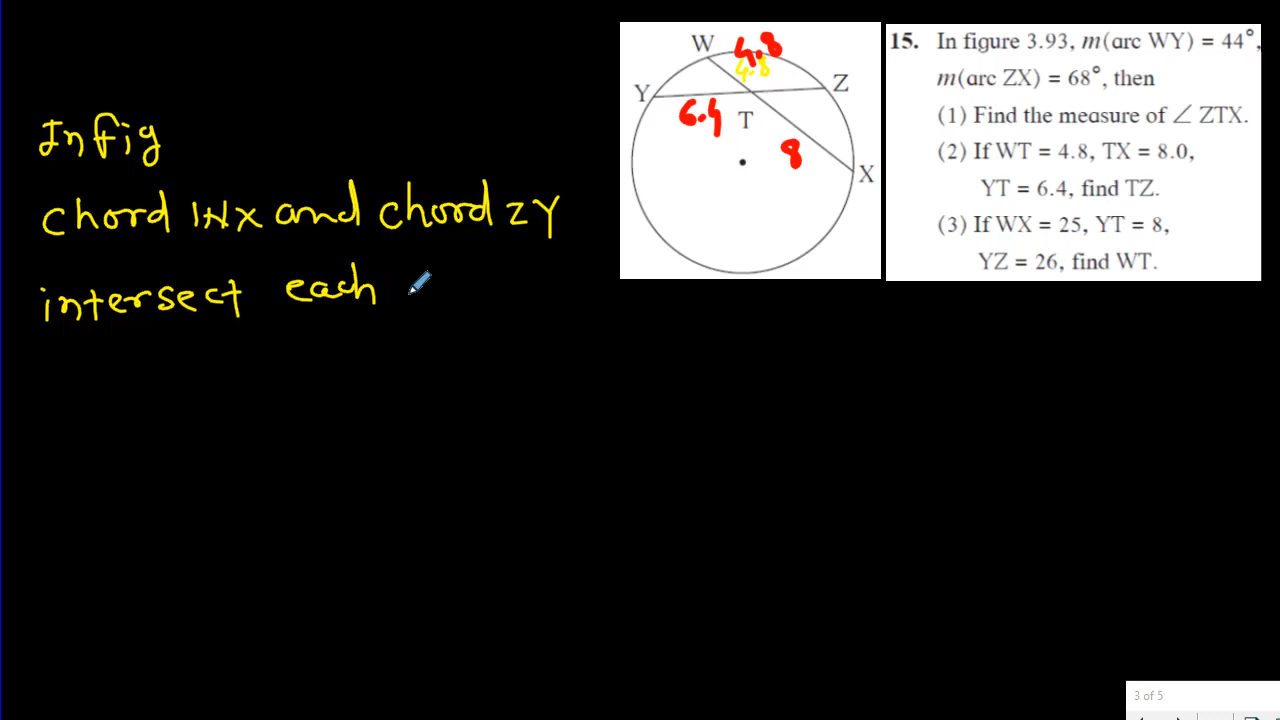 In fig
chord WX and chord ZY
intersect each
W
4.8
4.8
Y
Z
6.4
T
8
X
15. In figure 3.93, m(arc WY) = 44°,
m(arc ZX) = 68°, then
(1) Find the measure of ∠ ZTX.
(2) If WT = 4.8, TX = 8.0,
YT = 6.4, find TZ.
(3) If WX = 25, YT = 8,
YZ = 26, find WT.
3 of 5